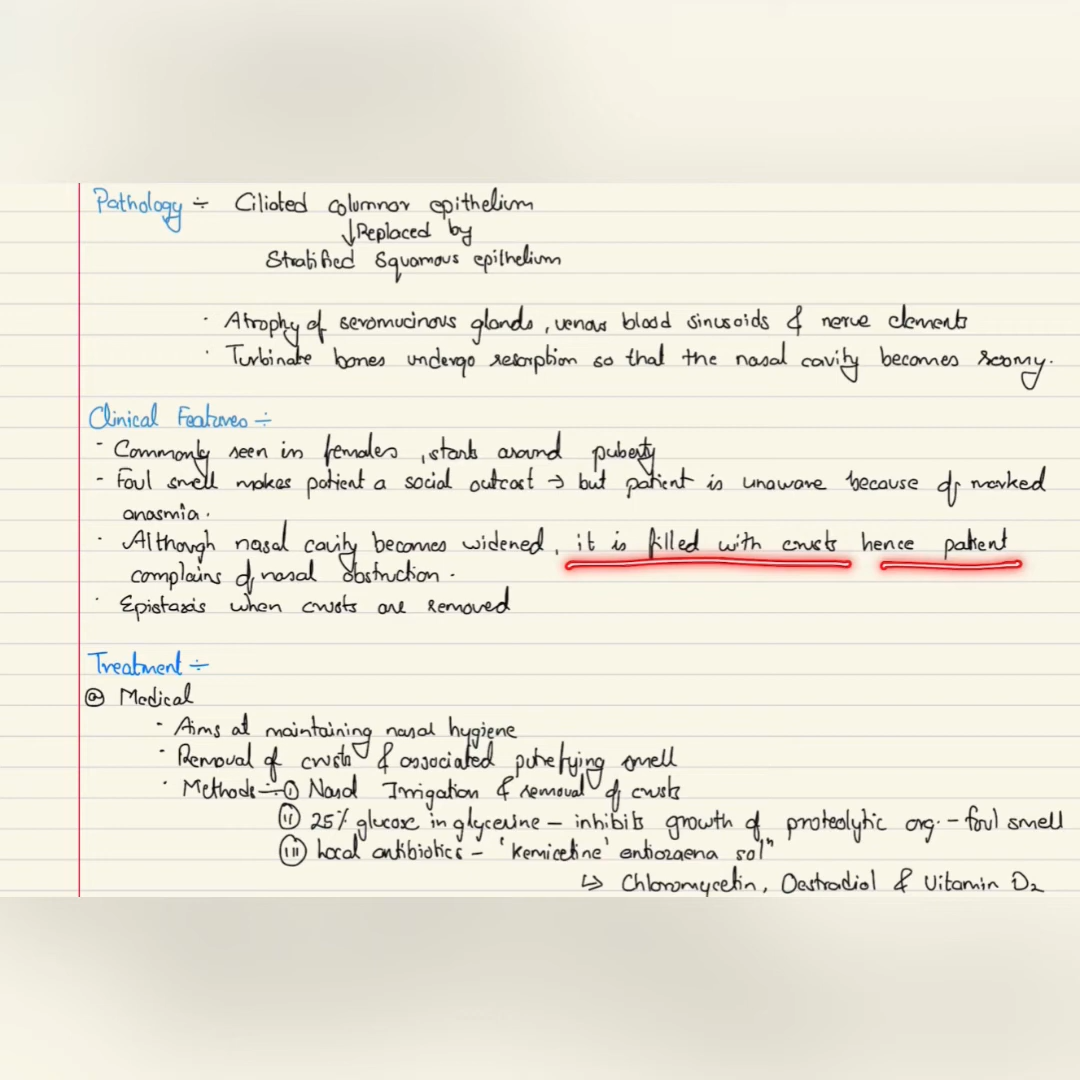 Pathology ÷ Ciliated columnar epithelium
↓ Replaced by
Stratified Squamous epithelium
· Atrophy of seromucinous glands, venous blood sinusoids & nerve elements
· Turbinate bones undergo resorption so that the nasal cavity becomes roomy.
Clinical Features ÷
- Commonly seen in females, starts around puberty
- Foul smell makes patient a social outcast → but patient is unaware because of marked
anosmia.
· Although nasal cavity becomes widened, it is filled with crusts hence patient
complains of nasal obstruction.
· Epistaxis when crusts are removed
Treatment ÷
ⓐ Medical
· Aims at maintaining nasal hygiene
· Removal of crusts & associated putrefying smell
· Methods ÷ (i) Nasal Irrigation & removal of crusts
(ii) 25% glucose in glycerine – inhibits growth of proteolytic org. – foul smell
(iii) Local antibiotics – 'Kemicetine' antiozaena solⁿ
↳ Chloromycetin, Oestradiol & Vitamin D₂